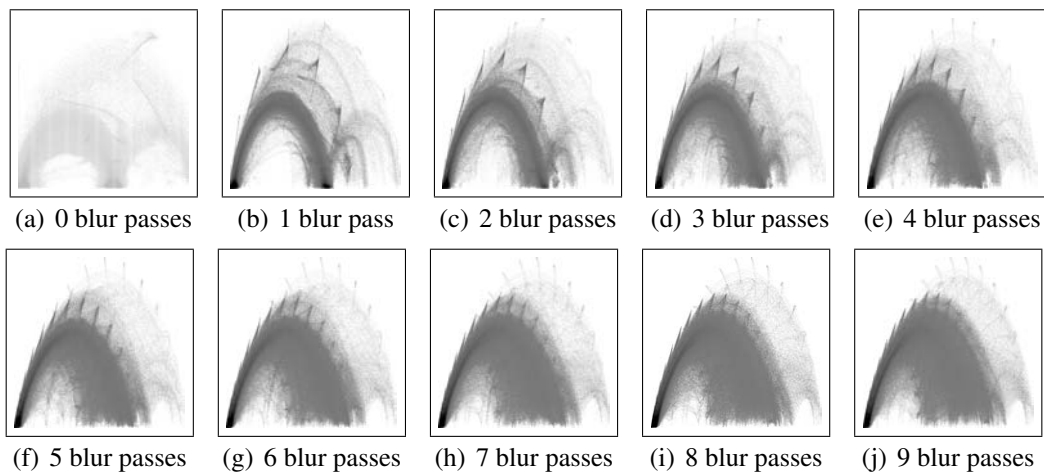 (a) 0 blur passes (b) 1 blur pass (c) 2 blur passes (d) 3 blur passes (e) 4 blur passes
(f) 5 blur passes (g) 6 blur passes (h) 7 blur passes (i) 8 blur passes (j) 9 blur passes